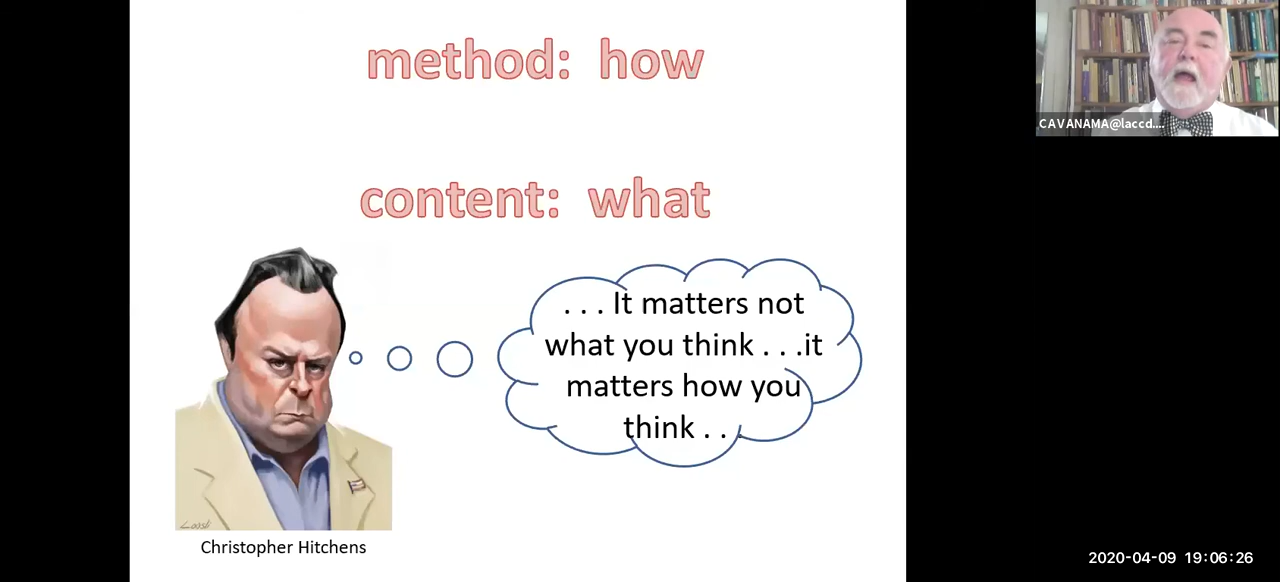 method: how
content: what
. . . It matters not
what you think . . .it
matters how you
think . . .
Christopher Hitchens
CAVANAMA@laccd....
2020-04-09 19:06:26